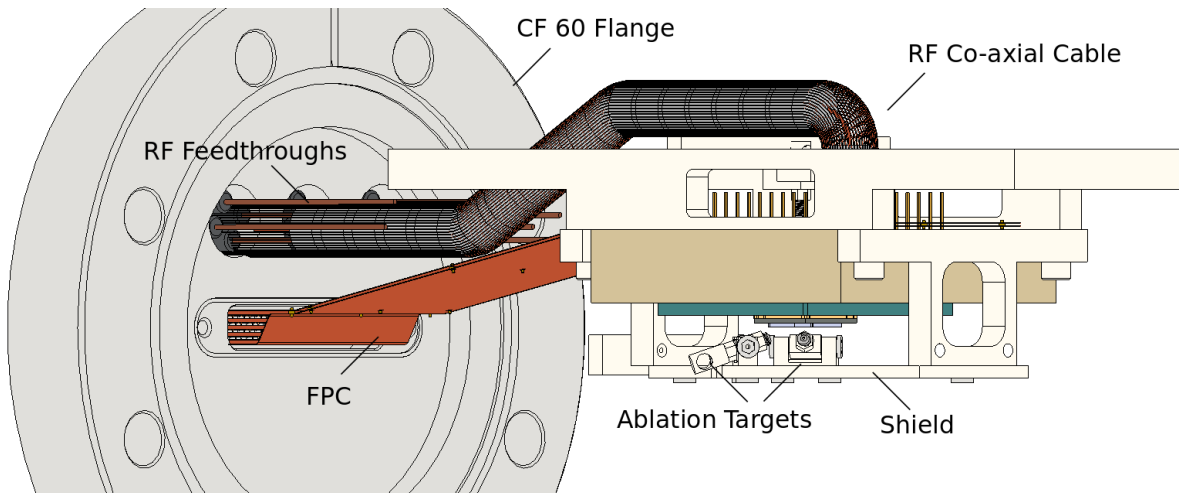 CF 60 Flange
RF Co-axial Cable
RF Feedthroughs
FPC
Ablation Targets
Shield